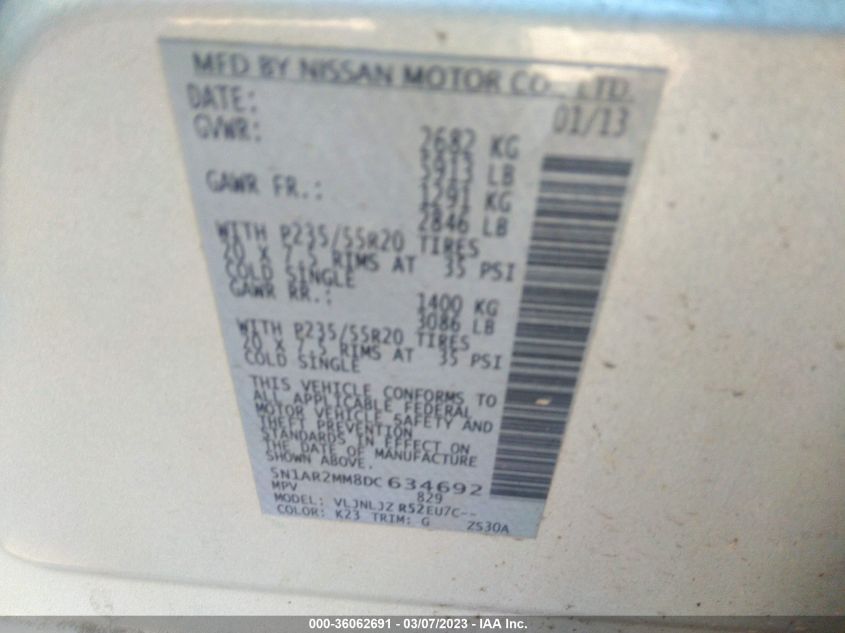 MFD BY NISSAN MOTOR CO., LTD.
DATE: 01/13
GVWR: 2682 KG
5913 LB
GAWR FR.: 1291 KG
2846 LB
WITH P235/55R20 TIRES
20 X 7.5 RIMS AT 35 PSI
COLD SINGLE
GAWR RR.: 1400 KG
3086 LB
WITH P235/55R20 TIRES
20 X 7.5 RIMS AT 35 PSI
COLD SINGLE
THIS VEHICLE CONFORMS TO
ALL APPLICABLE FEDERAL
MOTOR VEHICLE SAFETY AND
THEFT PREVENTION
STANDARDS IN EFFECT ON
THE DATE OF MANUFACTURE
SHOWN ABOVE.
5N1AR2MM8DC634692
MPV 829
MODEL: VLJNLJZ R52EU7C--
COLOR: K23 TRIM: G ZS30A
000-36062691 - 03/07/2023 - IAA Inc.